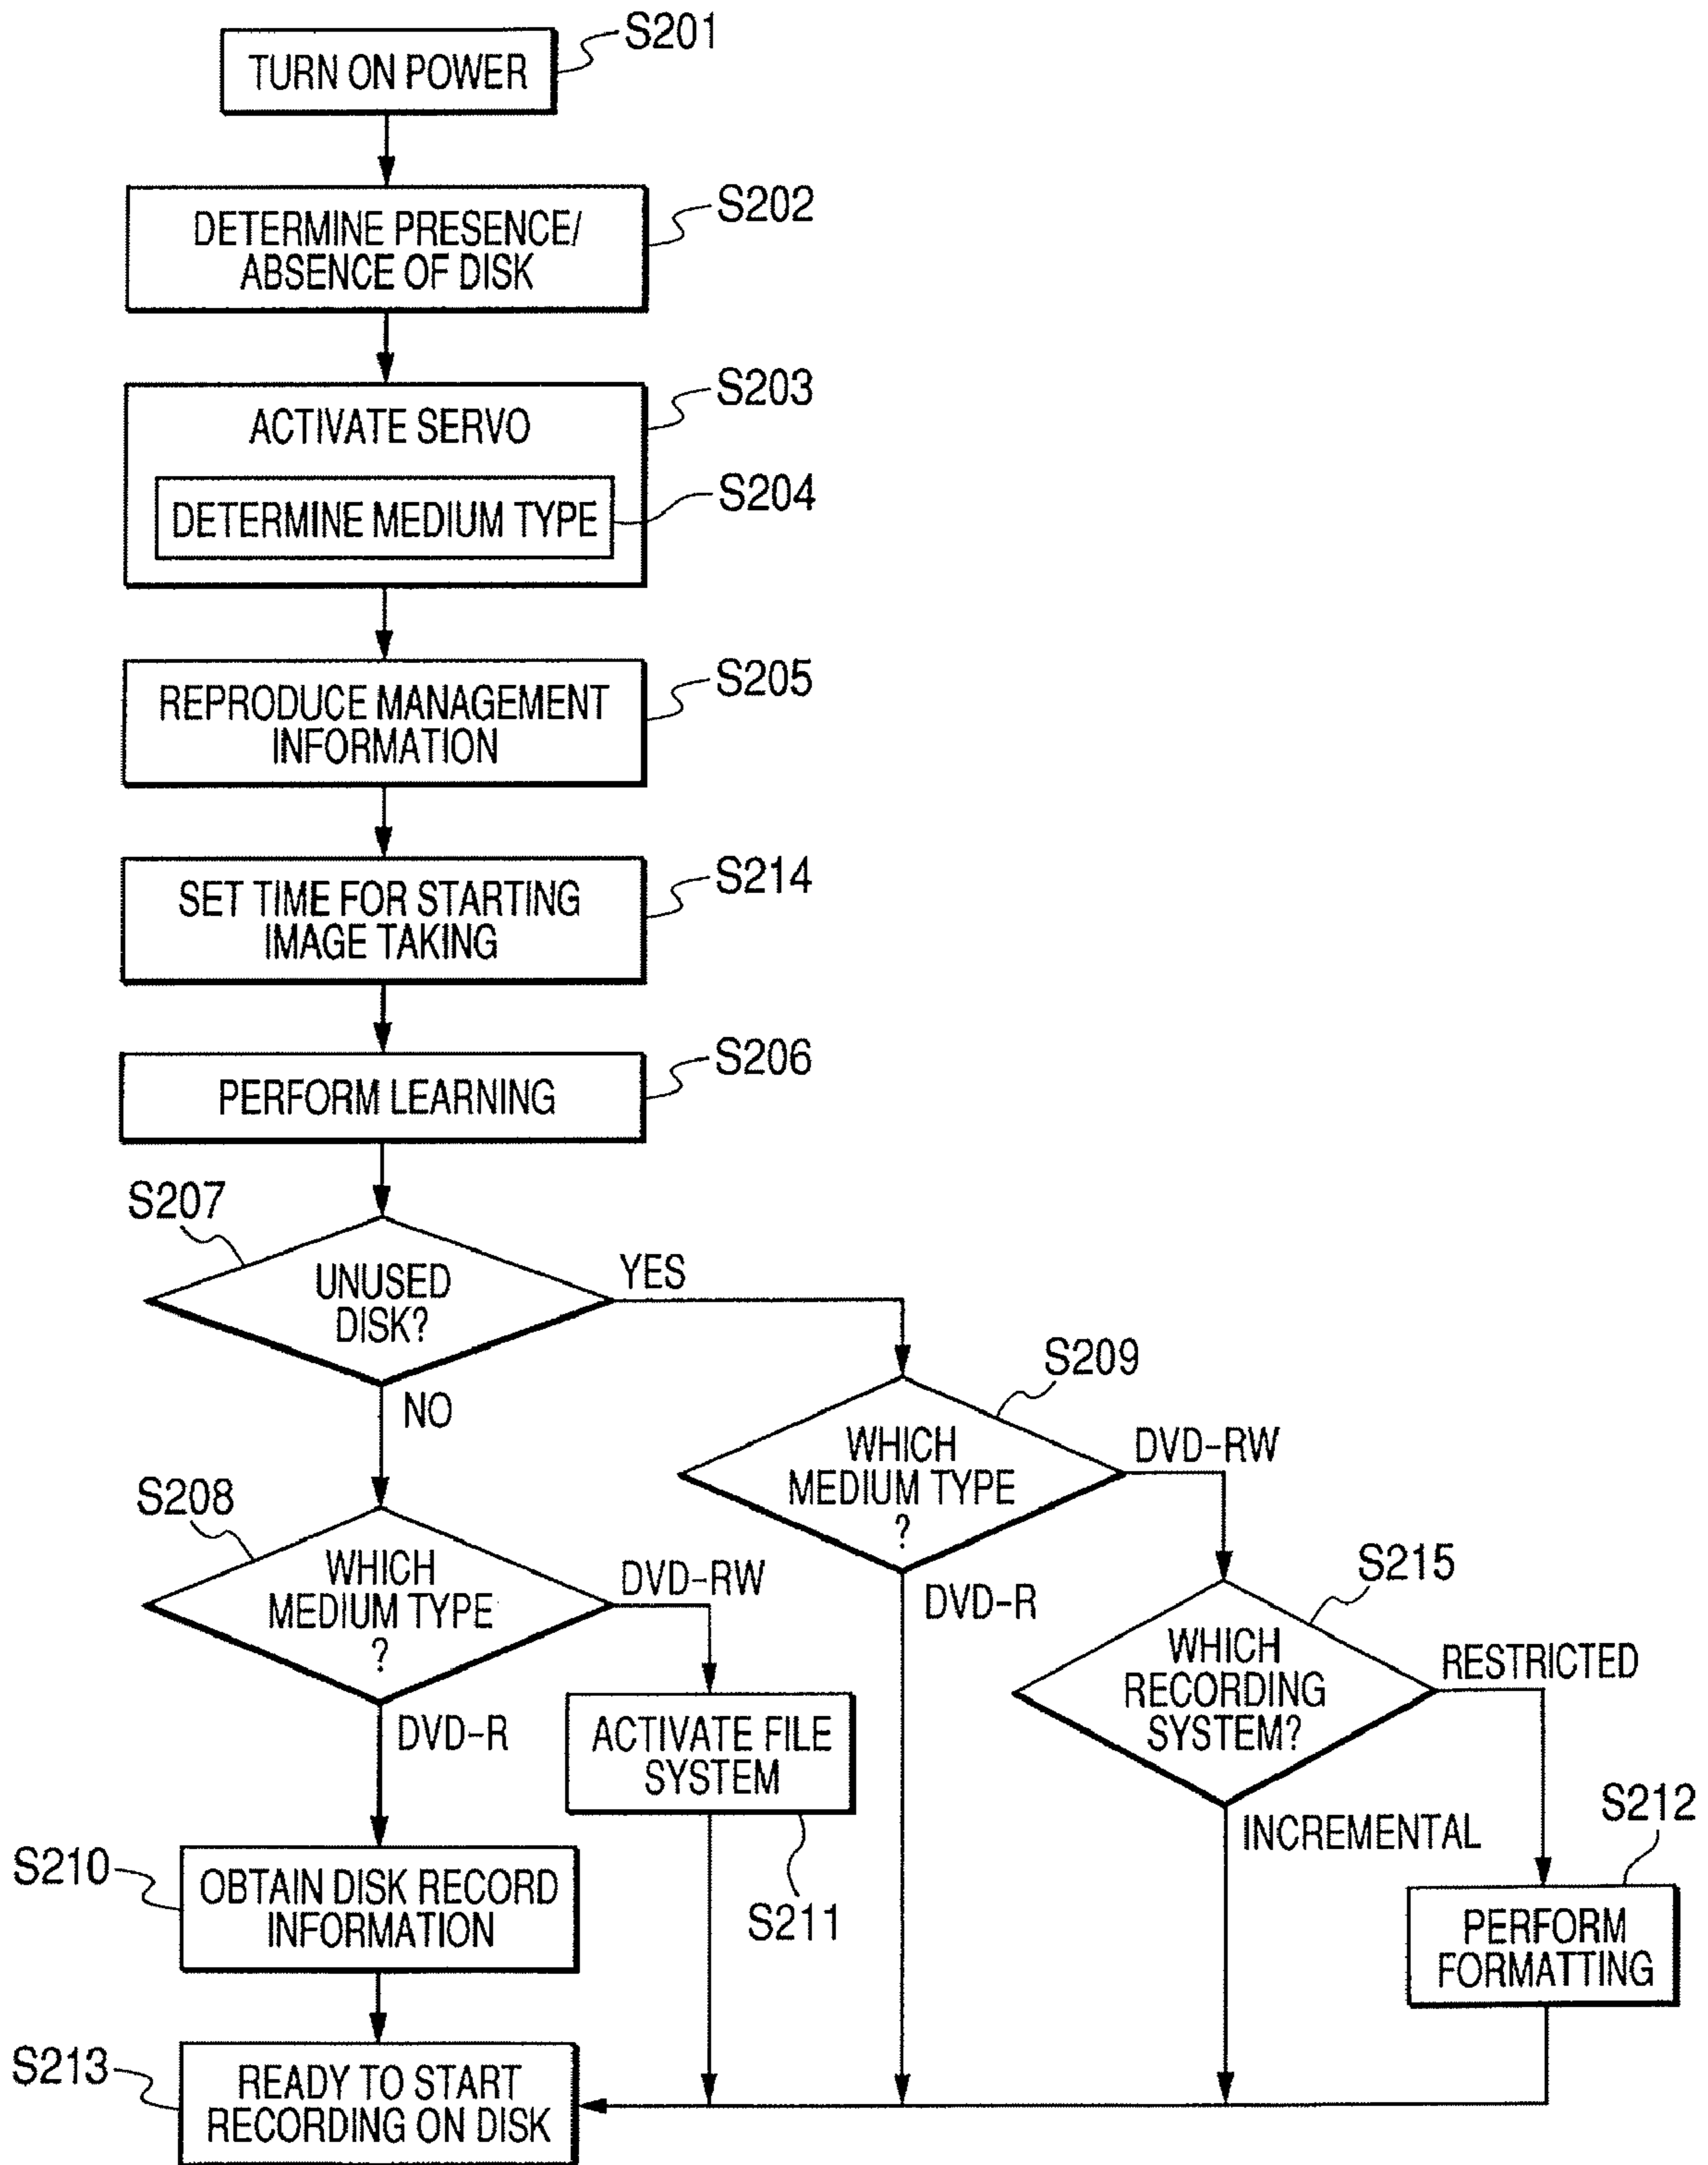 S201
TURN ON POWER
S202
DETERMINE PRESENCE/
ABSENCE OF DISK
S203
ACTIVATE SERVO
S204
DETERMINE MEDIUM TYPE
S205
REPRODUCE MANAGEMENT
INFORMATION
S214
SET TIME FOR STARTING
IMAGE TAKING
S206
PERFORM LEARNING
S207
UNUSED
DISK?
YES
NO
S209
WHICH
MEDIUM TYPE
?
DVD-RW
DVD-R
S208
WHICH
MEDIUM TYPE
?
DVD-RW
DVD-R
S215
WHICH
RECORDING
SYSTEM?
RESTRICTED
INCREMENTAL
ACTIVATE FILE
SYSTEM
S211
S212
PERFORM
FORMATTING
S210
OBTAIN DISK RECORD
INFORMATION
S213
READY TO START
RECORDING ON DISK